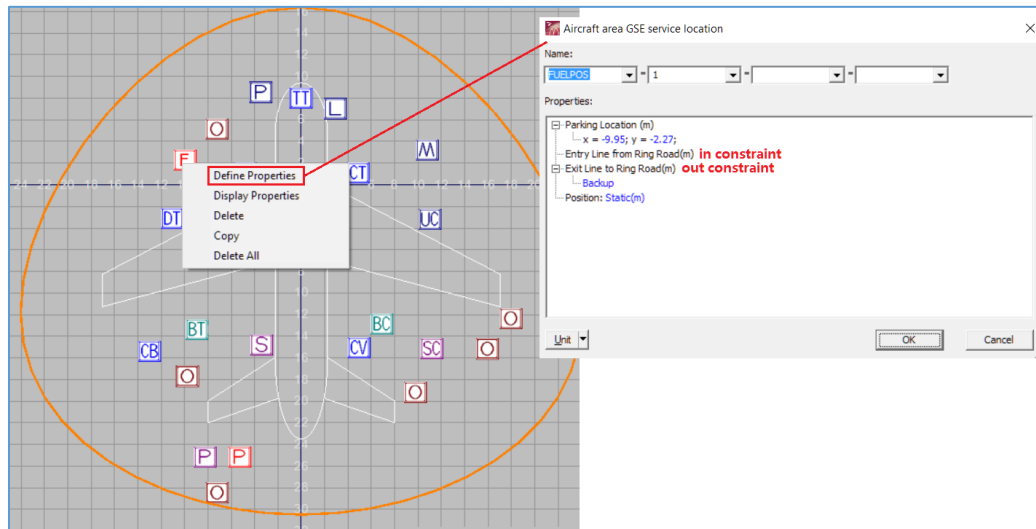 Aircraft area GSE service location
Name:
FUELPOS = 1 = =
Properties:
Parking Location (m)
x = -9.95; y = -2.27;
Entry Line from Ring Road(m) in constraint
Exit Line to Ring Road(m) out constraint
Backup
Position: Static(m)
Unit OK Cancel
P TT L
O
M
F CT
Define Properties
Display Properties
Delete
Copy
Delete All
DT UC
BT BC O
CB S CV SC O
O O
P P
O